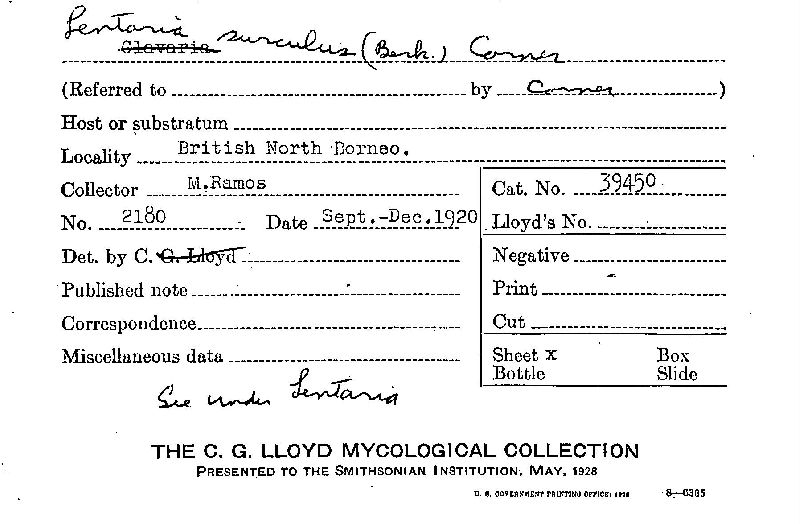 Lentaria surculus (Berk.) Corner
Clavaria
(Referred to by Corner)
Host or substratum
Locality British North Borneo.
Collector M.Ramos
Cat. No. 39450
No. 2180 Date Sept.-Dec.1920
Lloyd's No.
Det. by C. G. Lloyd
Negative
Published note
Print
Correspondence
Cut
Miscellaneous data
Sheet x Box
Bottle Slide
See under Lentaria
THE C. G. LLOYD MYCOLOGICAL COLLECTION
PRESENTED TO THE SMITHSONIAN INSTITUTION, MAY, 1928
U. S. GOVERNMENT PRINTING OFFICE: 1928 8—6305